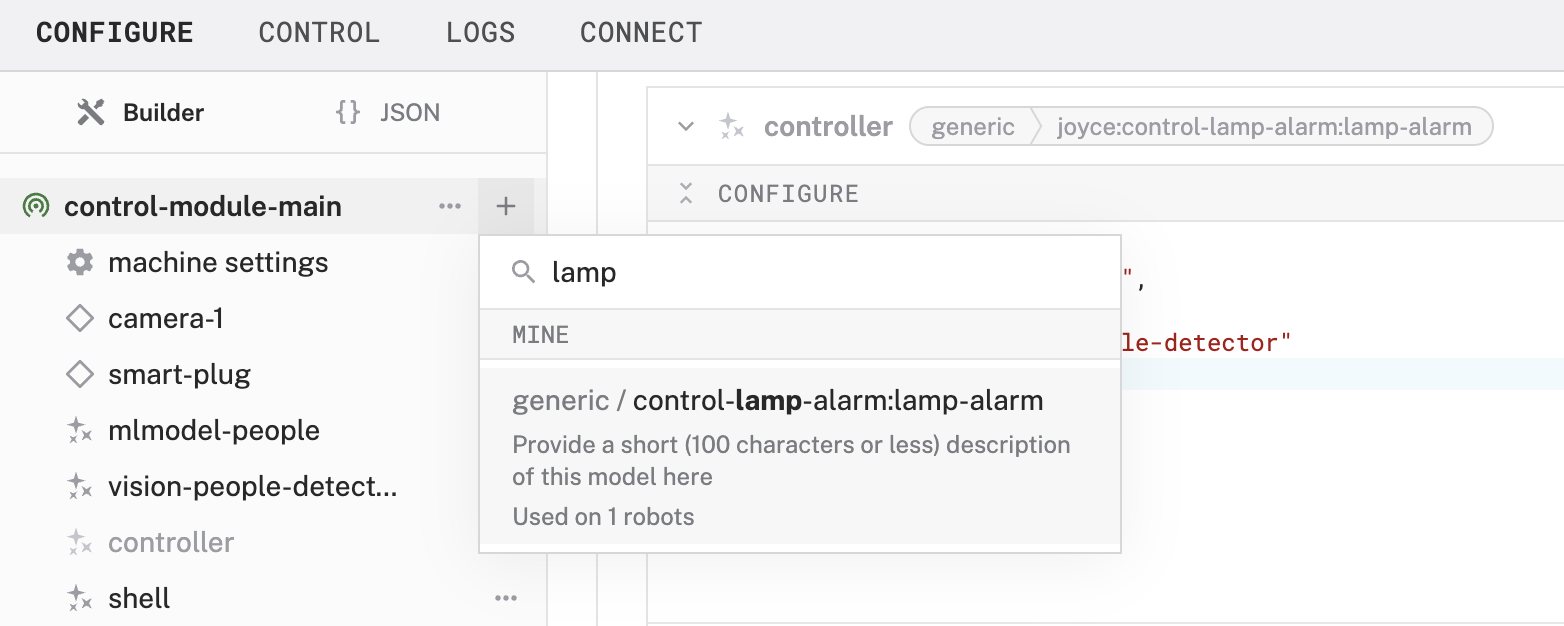 CONFIGURE CONTROL LOGS CONNECT
Builder {} JSON
controller generic joyce:control-lamp-alarm:lamp-alarm
CONFIGURE
control-module-main
machine settings
camera-1
smart-plug
mlmodel-people
vision-people-detect...
controller
shell
lamp
MINE
generic / control-lamp-alarm:lamp-alarm
Provide a short (100 characters or less) description
of this model here
Used on 1 robots
",
le-detector"